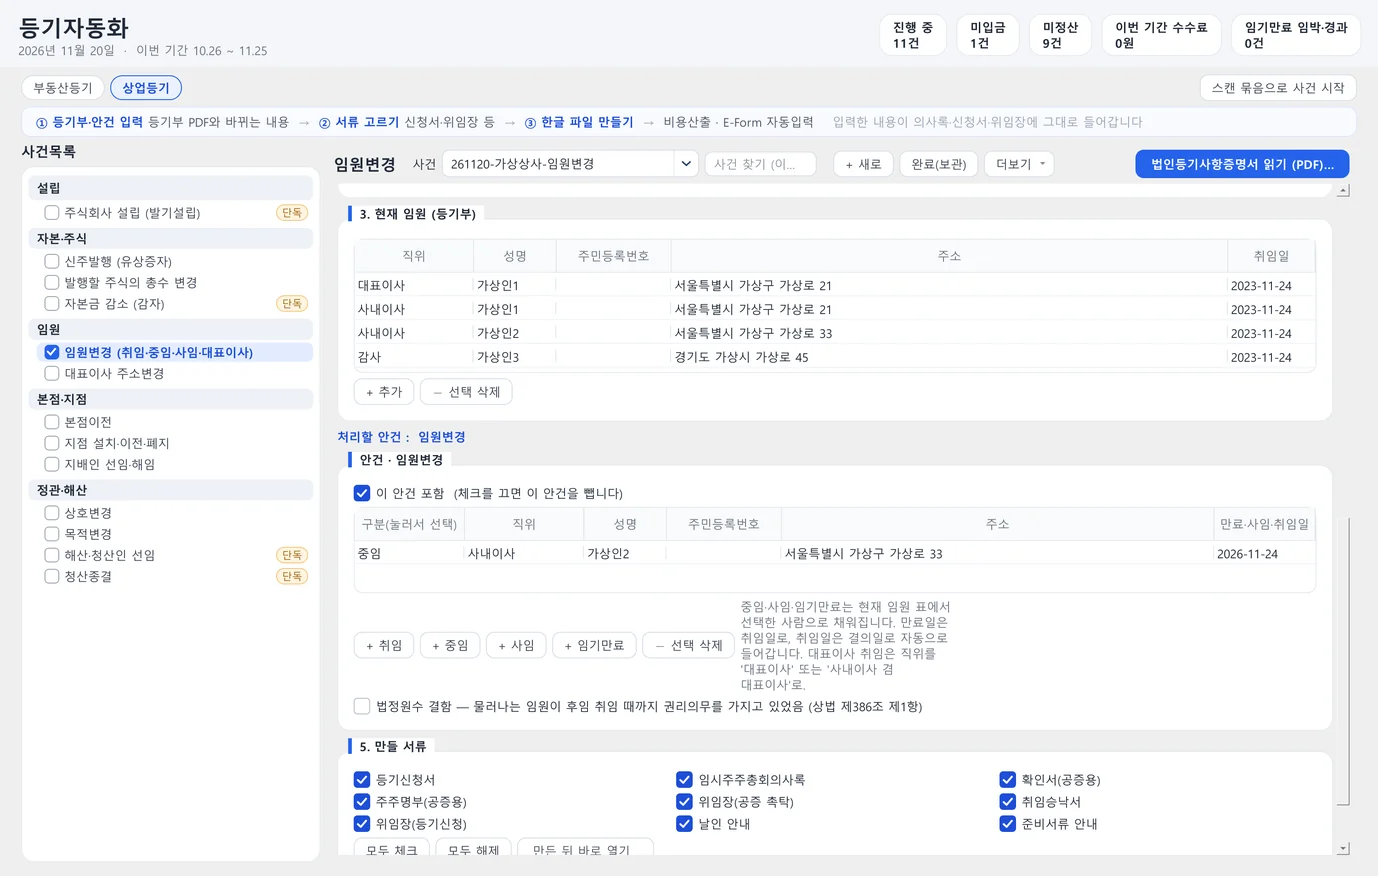 등기자동화
2026년 11월 20일 · 이번 기간 10.26 ~ 11.25
진행 중
11건
미입금
1건
미정산
9건
이번 기간 수수료
0원
임기만료 임박·경과
0건
부동산등기
상업등기
스캔 묶음으로 사건 시작
① 등기부·안건 입력 등기부 PDF와 바뀌는 내용 → ② 서류 고르기 신청서·위임장 등 → ③ 한글 파일 만들기 → 비용산출 · E-Form 자동입력 입력한 내용이 의사록·신청서·위임장에 그대로 들어갑니다
사건목록
설립
주식회사 설립 (발기설립) 단독
자본·주식
신주발행 (유상증자)
발행할 주식의 총수 변경
자본금 감소 (감자) 단독
임원
임원변경 (취임·중임·사임·대표이사)
대표이사 주소변경
본점·지점
본점이전
지점 설치·이전·폐지
지배인 선임·해임
정관·해산
상호변경
목적변경
해산·청산인 선임 단독
청산종결 단독
임원변경 사건 261120-가상상사-임원변경 사건 찾기 (이... + 새로 완료(보관) 더보기 법인등기사항증명서 읽기 (PDF)...
3. 현재 임원 (등기부)
직위 성명 주민등록번호 주소 취임일
대표이사 가상인1 서울특별시 가상구 가상로 21 2023-11-24
사내이사 가상인1 서울특별시 가상구 가상로 21 2023-11-24
사내이사 가상인2 서울특별시 가상구 가상로 33 2023-11-24
감사 가상인3 경기도 가상시 가상로 45 2023-11-24
+ 추가 — 선택 삭제
처리할 안건 : 임원변경
안건 · 임원변경
이 안건 포함 (체크를 끄면 이 안건을 뺍니다)
구분(눌러서 선택) 직위 성명 주민등록번호 주소 만료·사임·취임일
중임 사내이사 가상인2 서울특별시 가상구 가상로 33 2026-11-24
+ 취임 + 중임 + 사임 + 임기만료 — 선택 삭제
중임·사임·임기만료는 현재 임원 표에서
선택한 사람으로 채워집니다. 만료일은
취임일로, 취임일은 결의일로 자동으로
들어갑니다. 대표이사 취임은 직위를
'대표이사' 또는 '사내이사 겸
대표이사'로.
법정원수 결함 — 물러나는 임원이 후임 취임 때까지 권리의무를 가지고 있었음 (상법 제386조 제1항)
5. 만들 서류
등기신청서 임시주주총회의사록 확인서(공증용)
주주명부(공증용) 위임장(공증 촉탁) 취임승낙서
위임장(등기신청) 날인 안내 준비서류 안내
모두 체크 모두 해제 만든 뒤 바로 열기